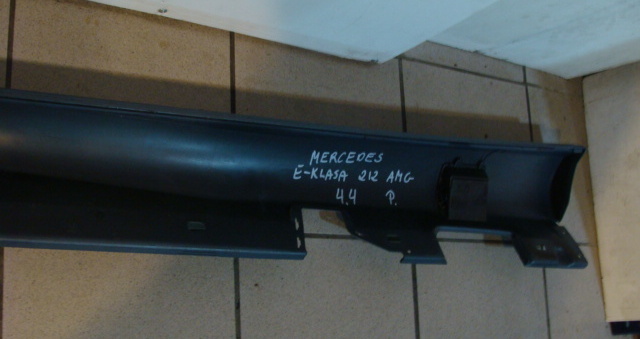 MERCEDES
E-KLASA 212 AMG
4.4 P.